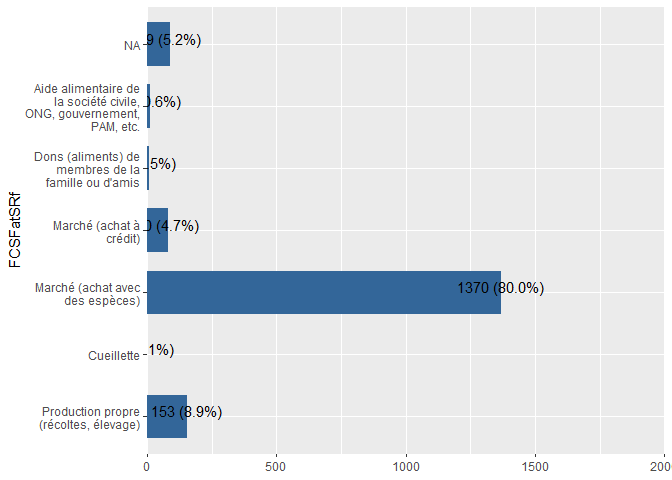 FCSFatSRf
NA
9 (5.2%)
Aide alimentaire de
la société civile,
ONG, gouvernement,
PAM, etc.
.6%)
Dons (aliments) de
membres de la
famille ou d'amis
5%)
Marché (achat à
crédit)
0 (4.7%)
Marché (achat avec
des espèces)
1370 (80.0%)
Cueillette
1%)
Production propre
(récoltes, élevage)
153 (8.9%)
0
500
1000
1500
200